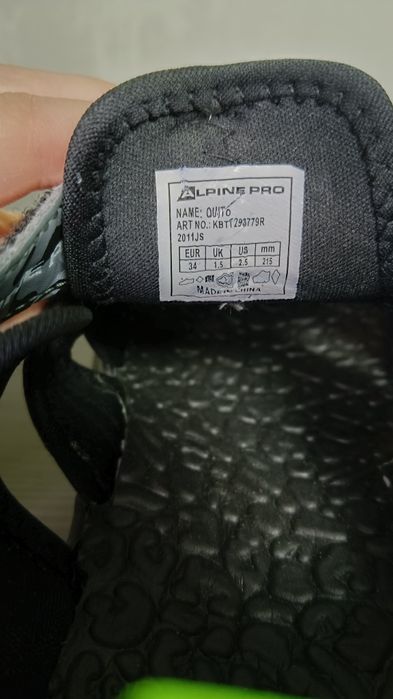 ALPINE PRO
NAME: QUITO
ART NO.: KBTT293779R
2011JS
EUR UK US mm
34 1.5 2.5 215
MADE IN CHINA